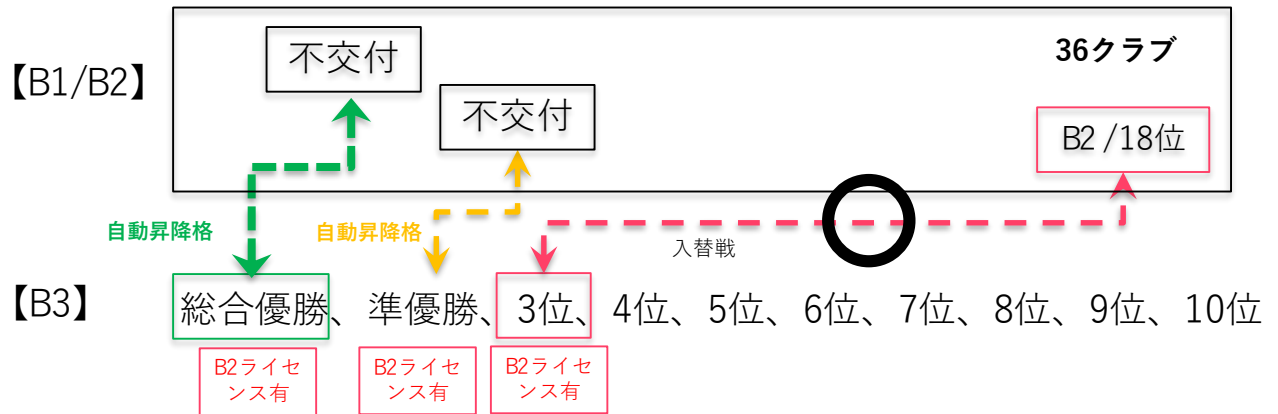 36クラブ
不交付
【B1/B2】
不交付
B2 /18位
自動昇降格
自動昇降格
入替戦
【B3】
総合優勝、準優勝、3位、4位、5位、6位、7位、8位、9位、10位
B2ライセ
ンス有
B2ライセ
ンス有
B2ライセ
ンス有